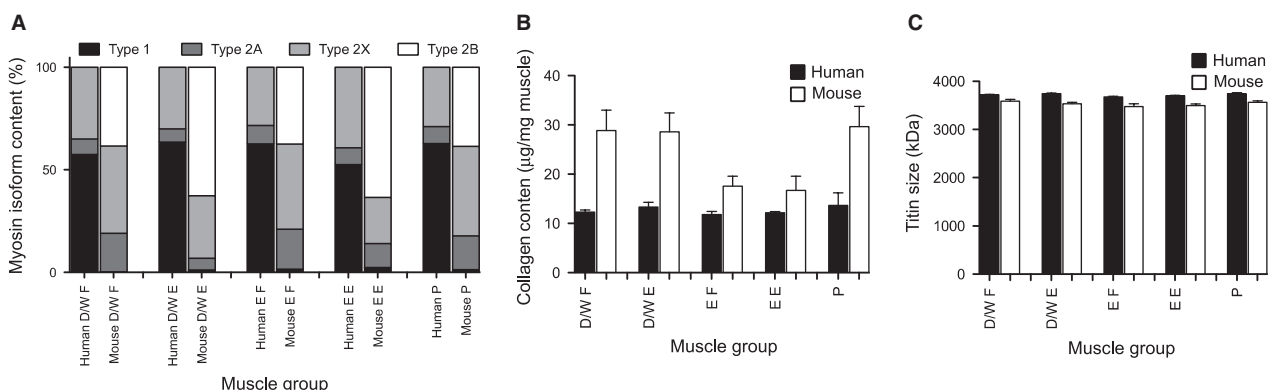 A
Type 1
Type 2A
Type 2X
Type 2B
Myosin isoform content (%)
100
50
0
Human D/W F
Mouse D/W F
Human D/W E
Mouse D/W E
Human E F
Mouse E F
Human E E
Mouse E E
Human P
Mouse P
Muscle group
B
Human
Mouse
Collagen conten (µg/mg muscle)
40
30
20
10
0
D/W F
D/W E
E F
E E
P
Muscle group
C
Human
Mouse
Titin size (kDa)
4000
3000
2000
1000
0
D/W F
D/W E
E F
E E
P
Muscle group